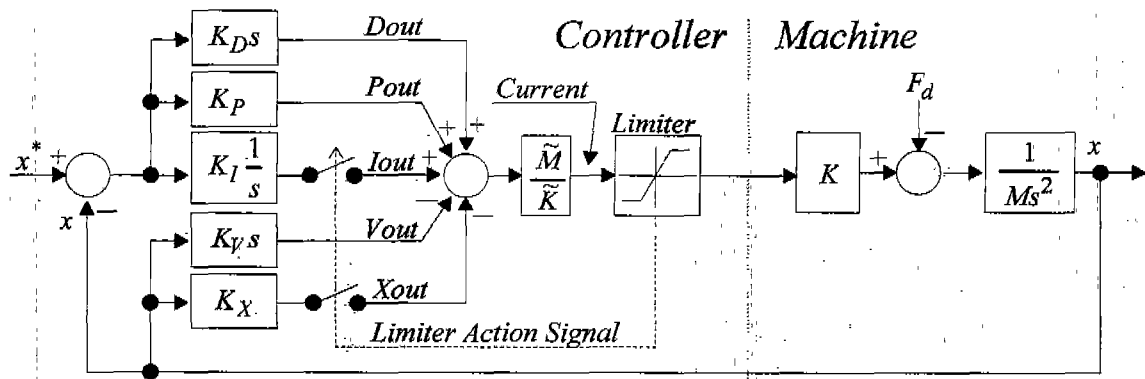 Controller Machine
K_D s Dout
K_P Pout
Current
F_d
Limiter
x* + K_I 1/s Iout + + + + M̃/K̃ K + − 1/Ms² x
x −
K_V s Vout −
K_X Xout −
Limiter Action Signal